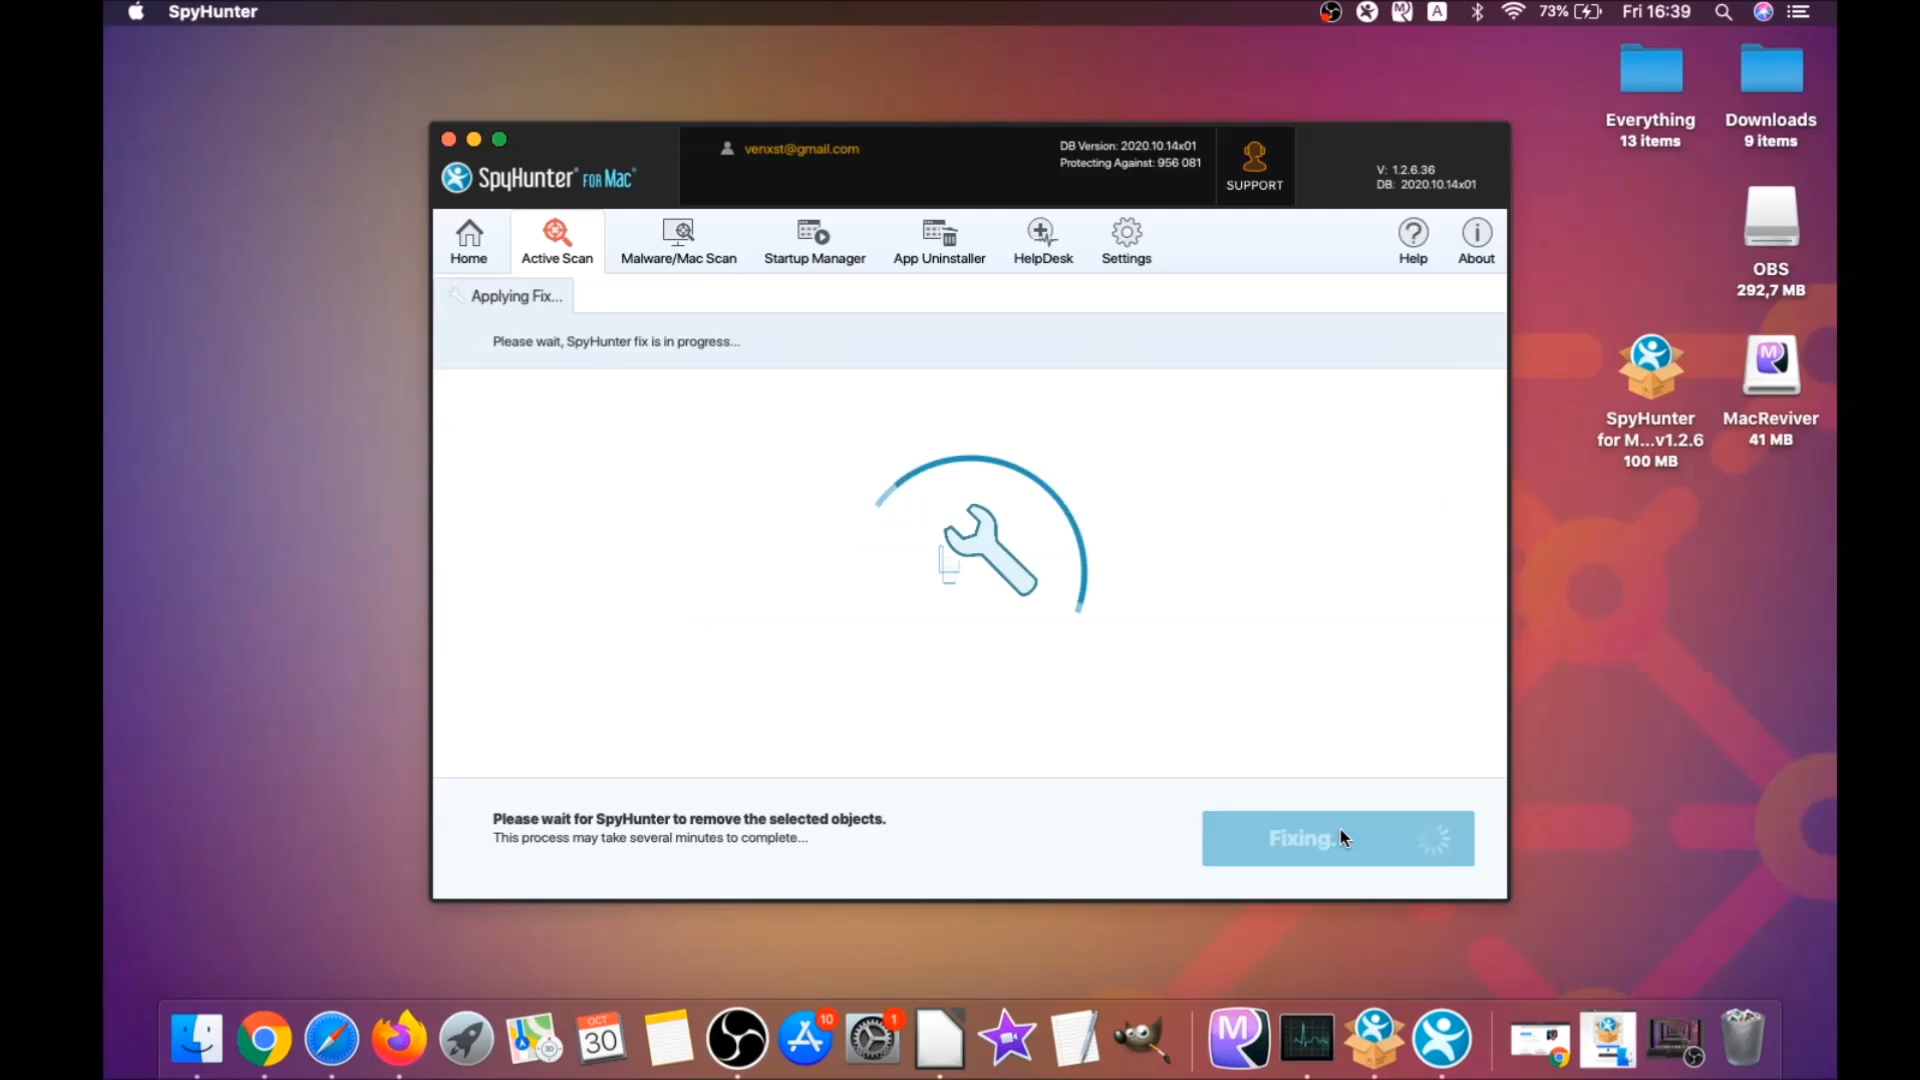 SpyHunter
A
73%
Fri 16:39
Everything
13 items
Downloads
9 items
OBS
292,7 MB
SpyHunter
for M...v1.2.6
100 MB
MacReviver
41 MB
SpyHunter® FOR Mac®
venxst@gmail.com
DB Version: 2020.10.14x01
Protecting Against: 956 081
SUPPORT
V: 1.2.6.36
DB: 2020.10.14x01
Home
Active Scan
Malware/Mac Scan
Startup Manager
App Uninstaller
HelpDesk
Settings
Help
About
Applying Fix...
Please wait, SpyHunter fix is in progress...
Please wait for SpyHunter to remove the selected objects.
This process may take several minutes to complete...
Fixing.
OCT
30
10
1
M